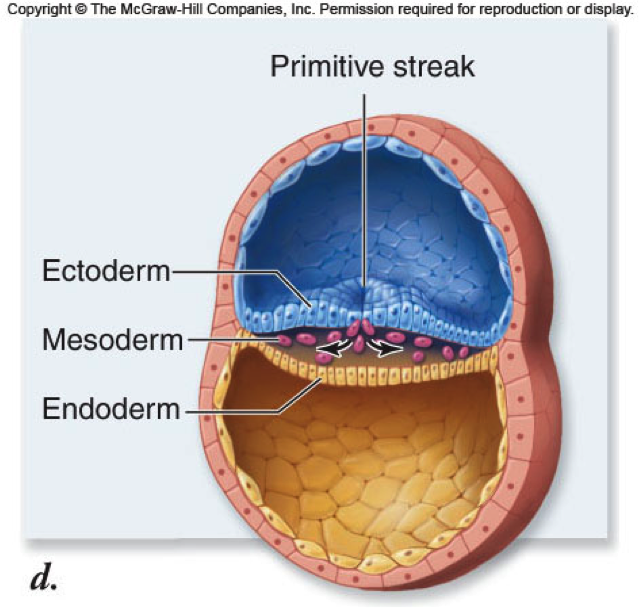 Copyright © The McGraw-Hill Companies, Inc. Permission required for reproduction or display.
Primitive streak
Ectoderm
Mesoderm
Endoderm
d.